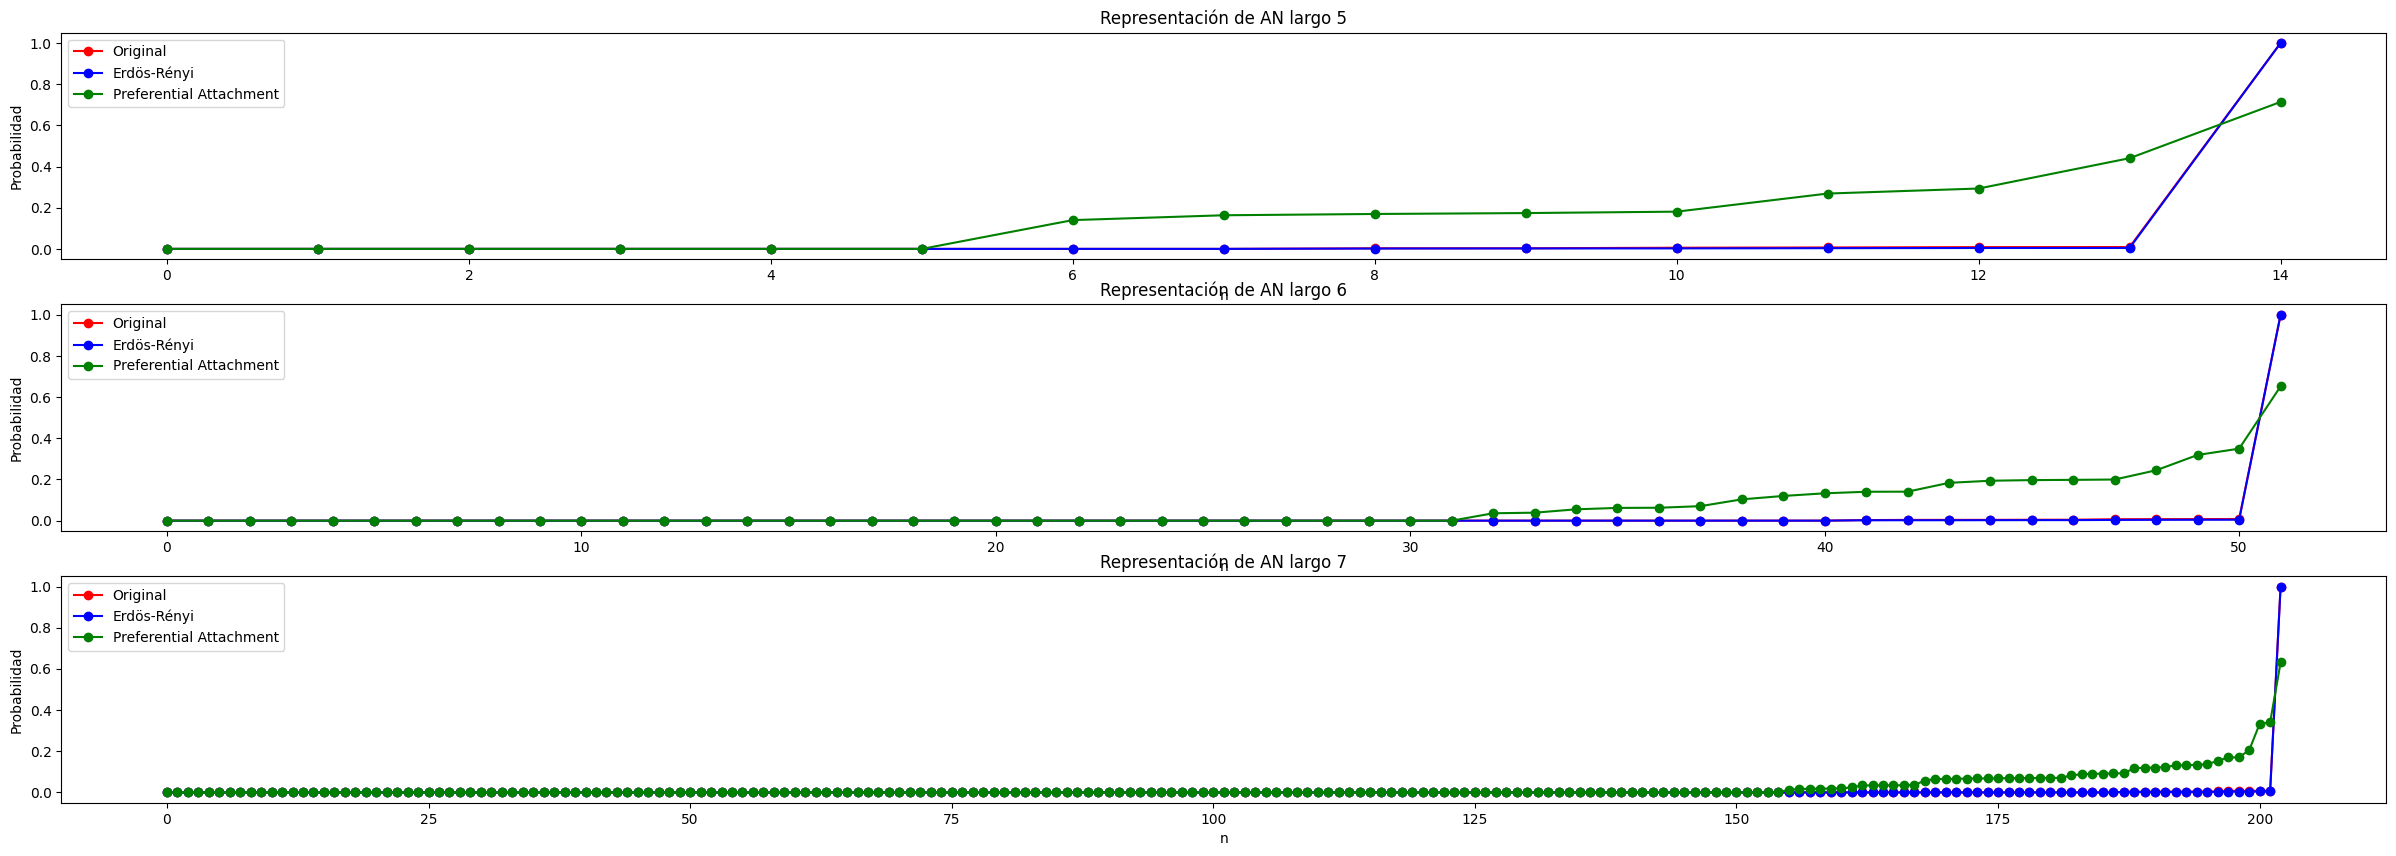 Representación de AN largo 5
Probabilidad
1.0
0.8
0.6
0.4
0.2
0.0
Original
Erdös-Rényi
Preferential Attachment
0 2 4 6 8 10 12 14
n
Representación de AN largo 6
Probabilidad
1.0
0.8
0.6
0.4
0.2
0.0
Original
Erdös-Rényi
Preferential Attachment
0 10 20 30 40 50
n
Representación de AN largo 7
Probabilidad
1.0
0.8
0.6
0.4
0.2
0.0
Original
Erdös-Rényi
Preferential Attachment
0 25 50 75 100 125 150 175 200
n